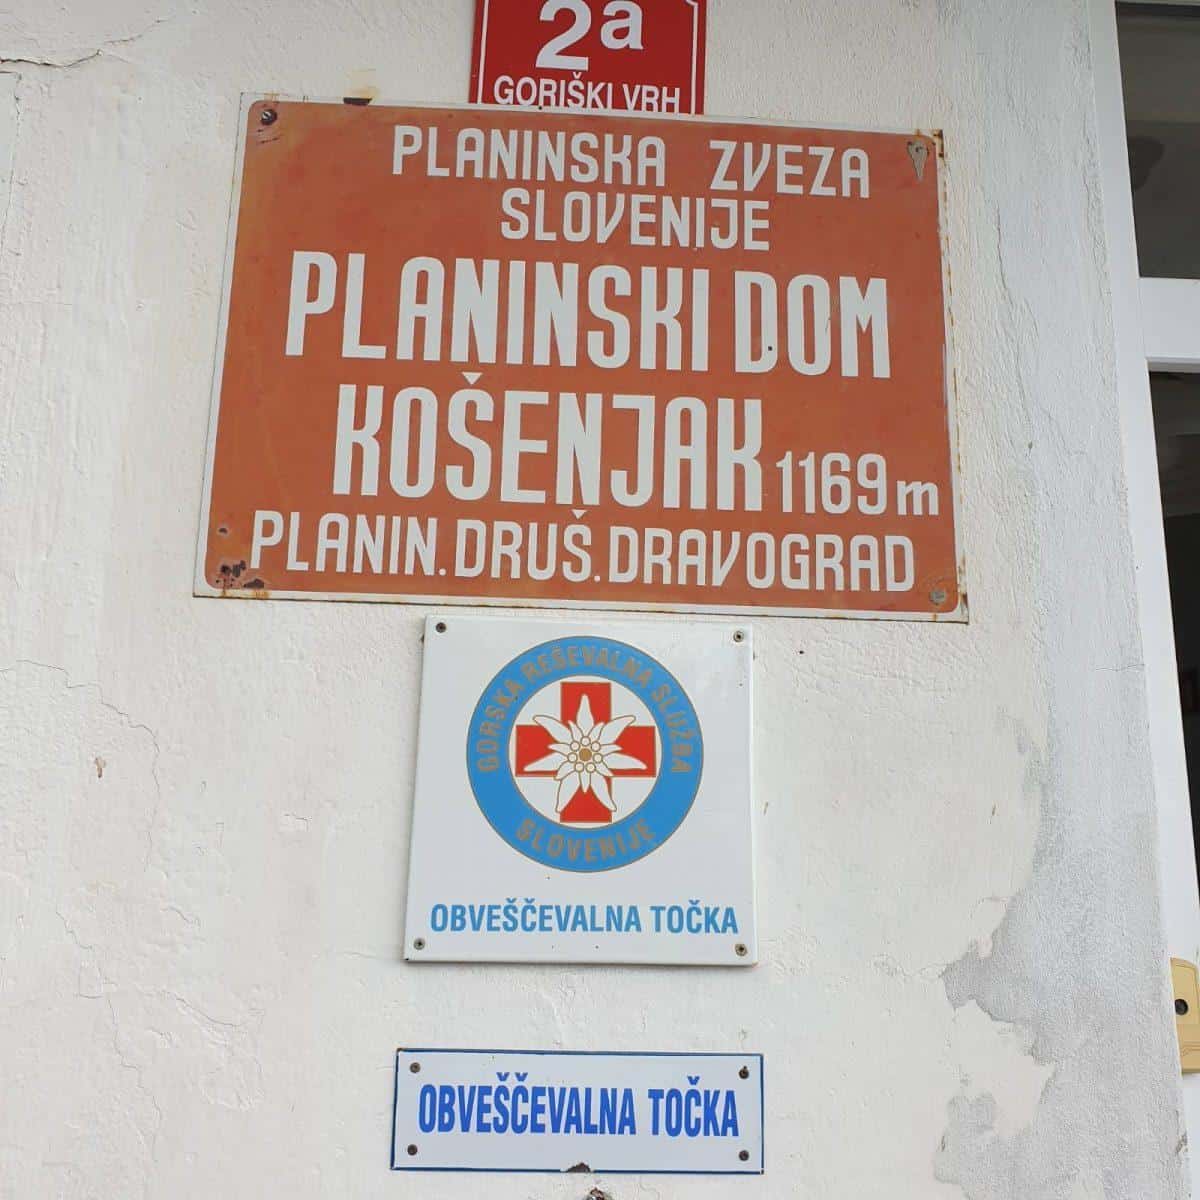 2a
GORIŠKI VRH
PLANINSKA ZVEZA
SLOVENIJE
PLANINSKI DOM
KOŠENJAK 1169 m
PLANIN. DRUŠ. DRAVOGRAD
GORSKA REŠEVALNA SLUŽBA
SLOVENIJE
OBVEŠČEVALNA TOČKA
OBVEŠČEVALNA TOČKA